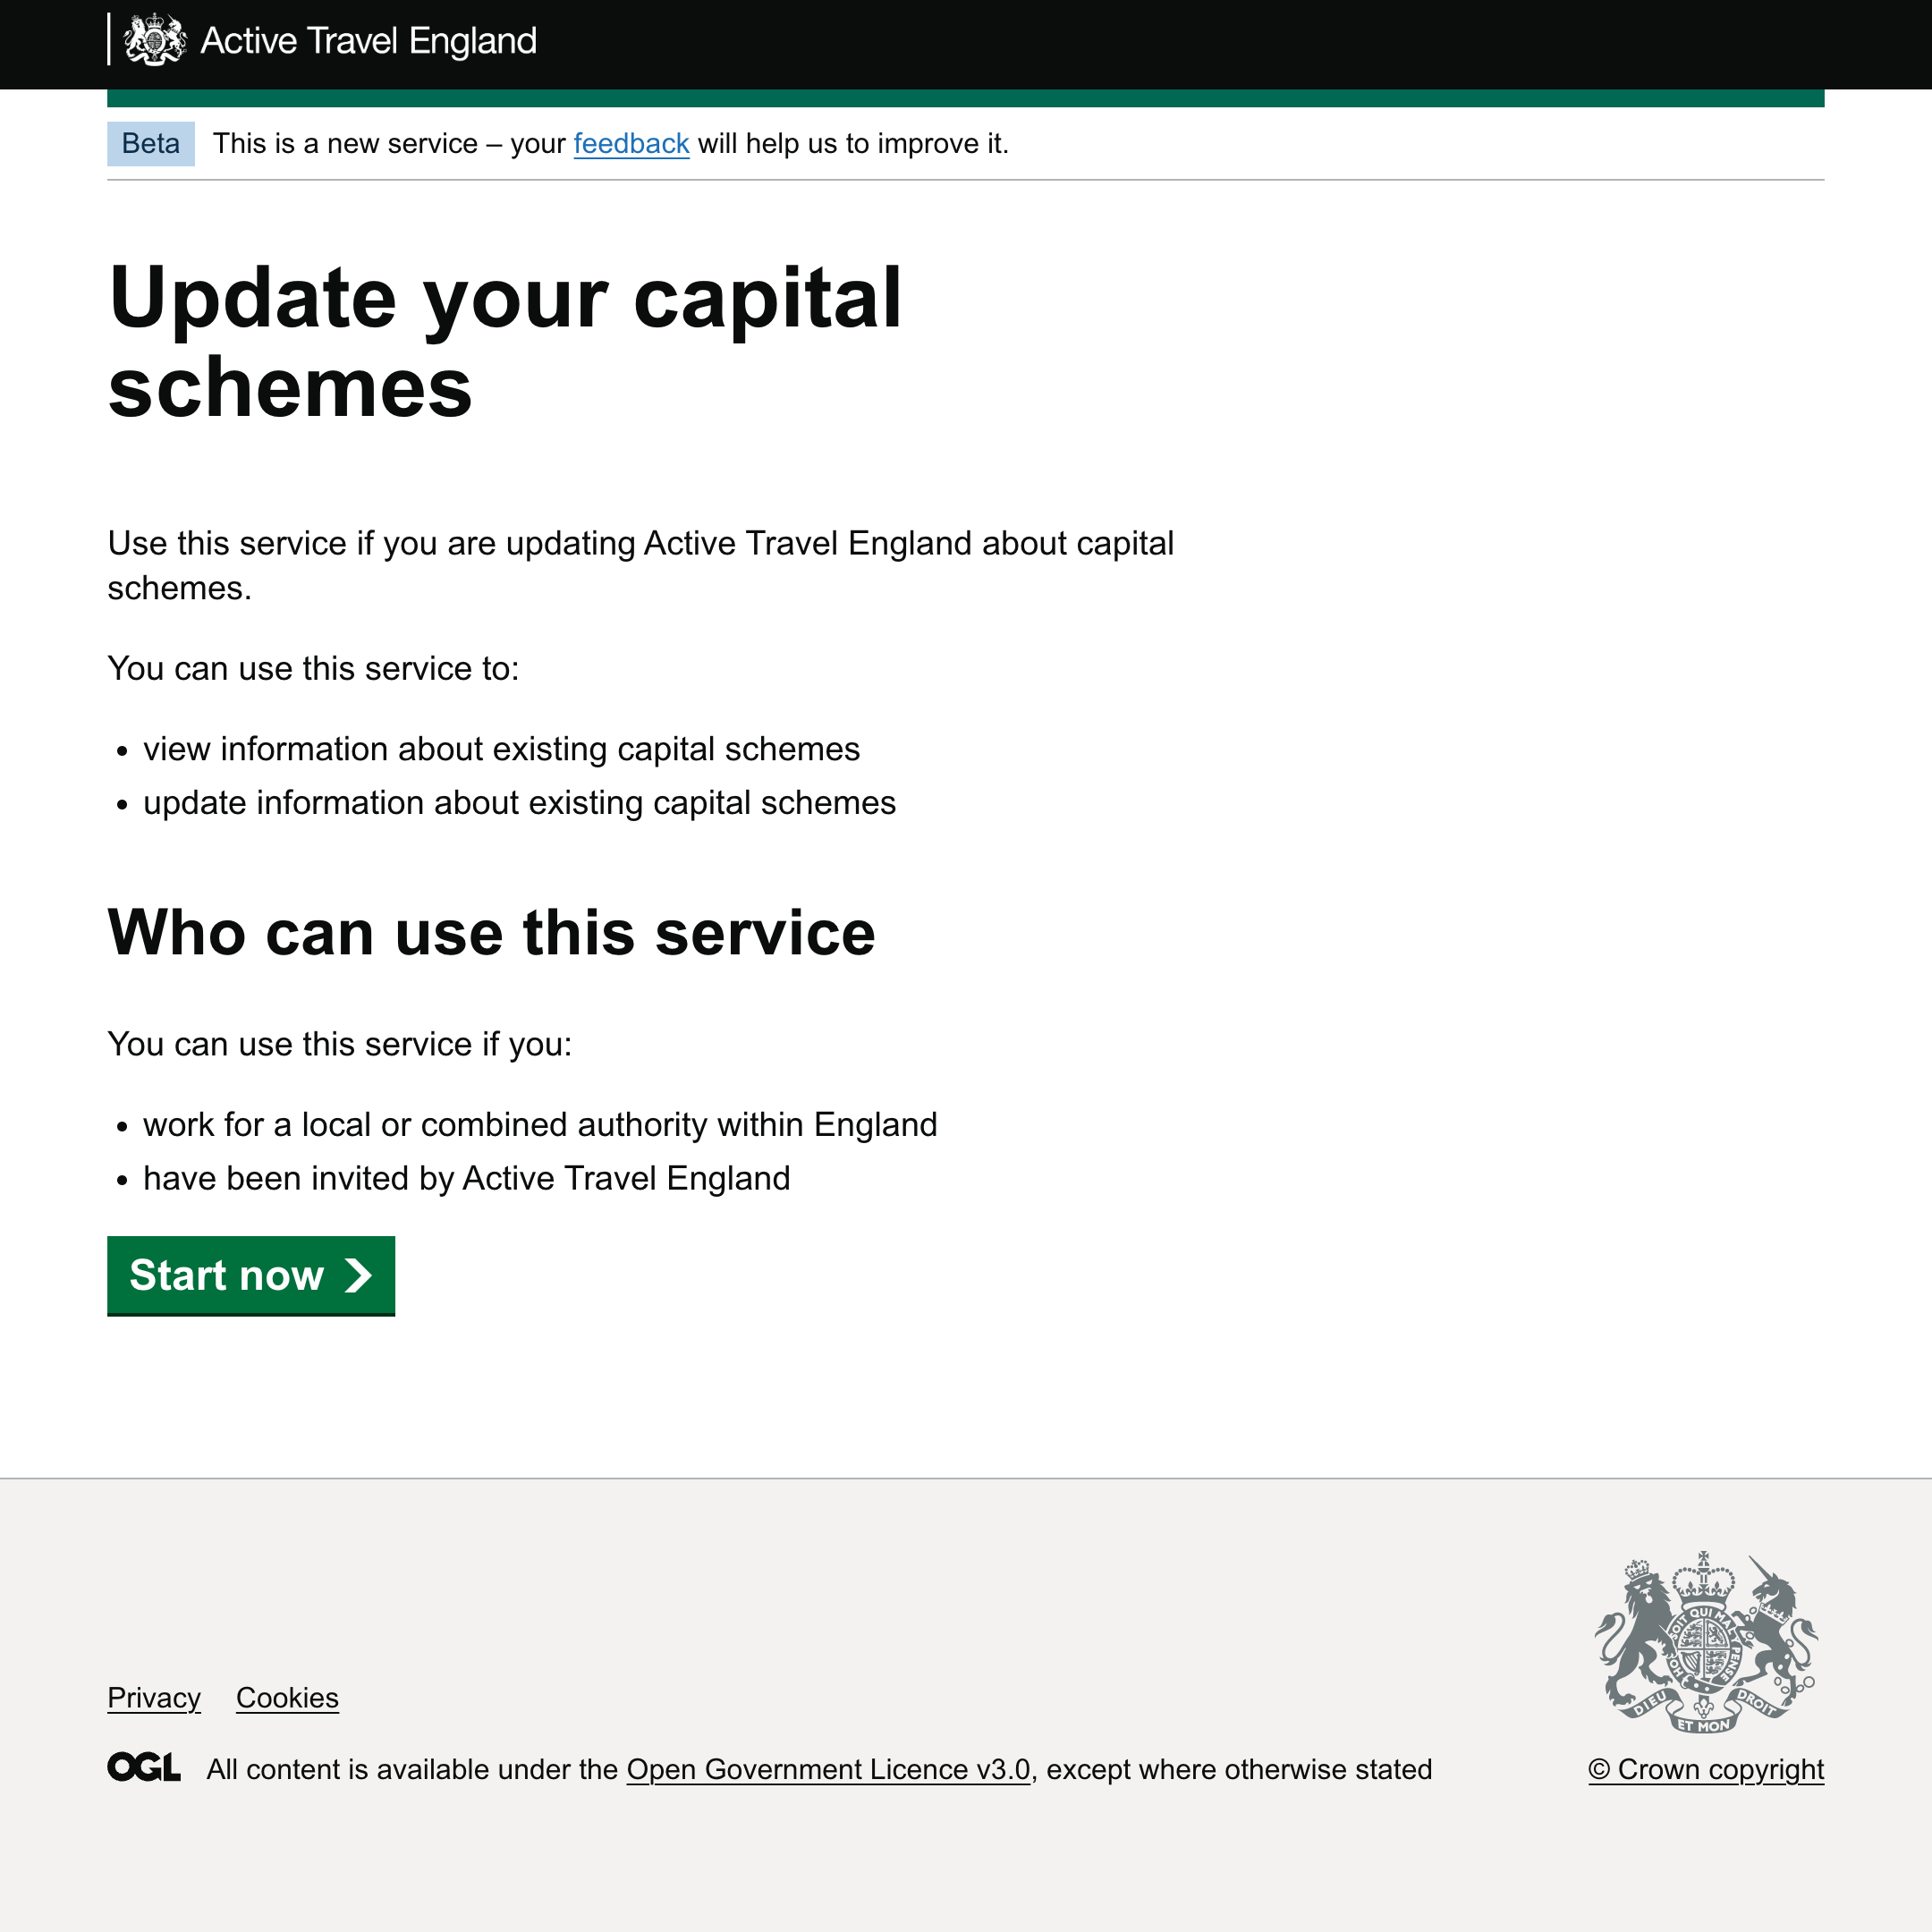 Active Travel England
Beta This is a new service – your feedback will help us to improve it.
Update your capital
schemes
Use this service if you are updating Active Travel England about capital
schemes.
You can use this service to:
• view information about existing capital schemes
• update information about existing capital schemes
Who can use this service
You can use this service if you:
• work for a local or combined authority within England
• have been invited by Active Travel England
Start now
Privacy Cookies
SOIT QUI MAL Y PENSE
HO
DIEU ET MON DROIT
OGL All content is available under the Open Government Licence v3.0, except where otherwise stated
© Crown copyright